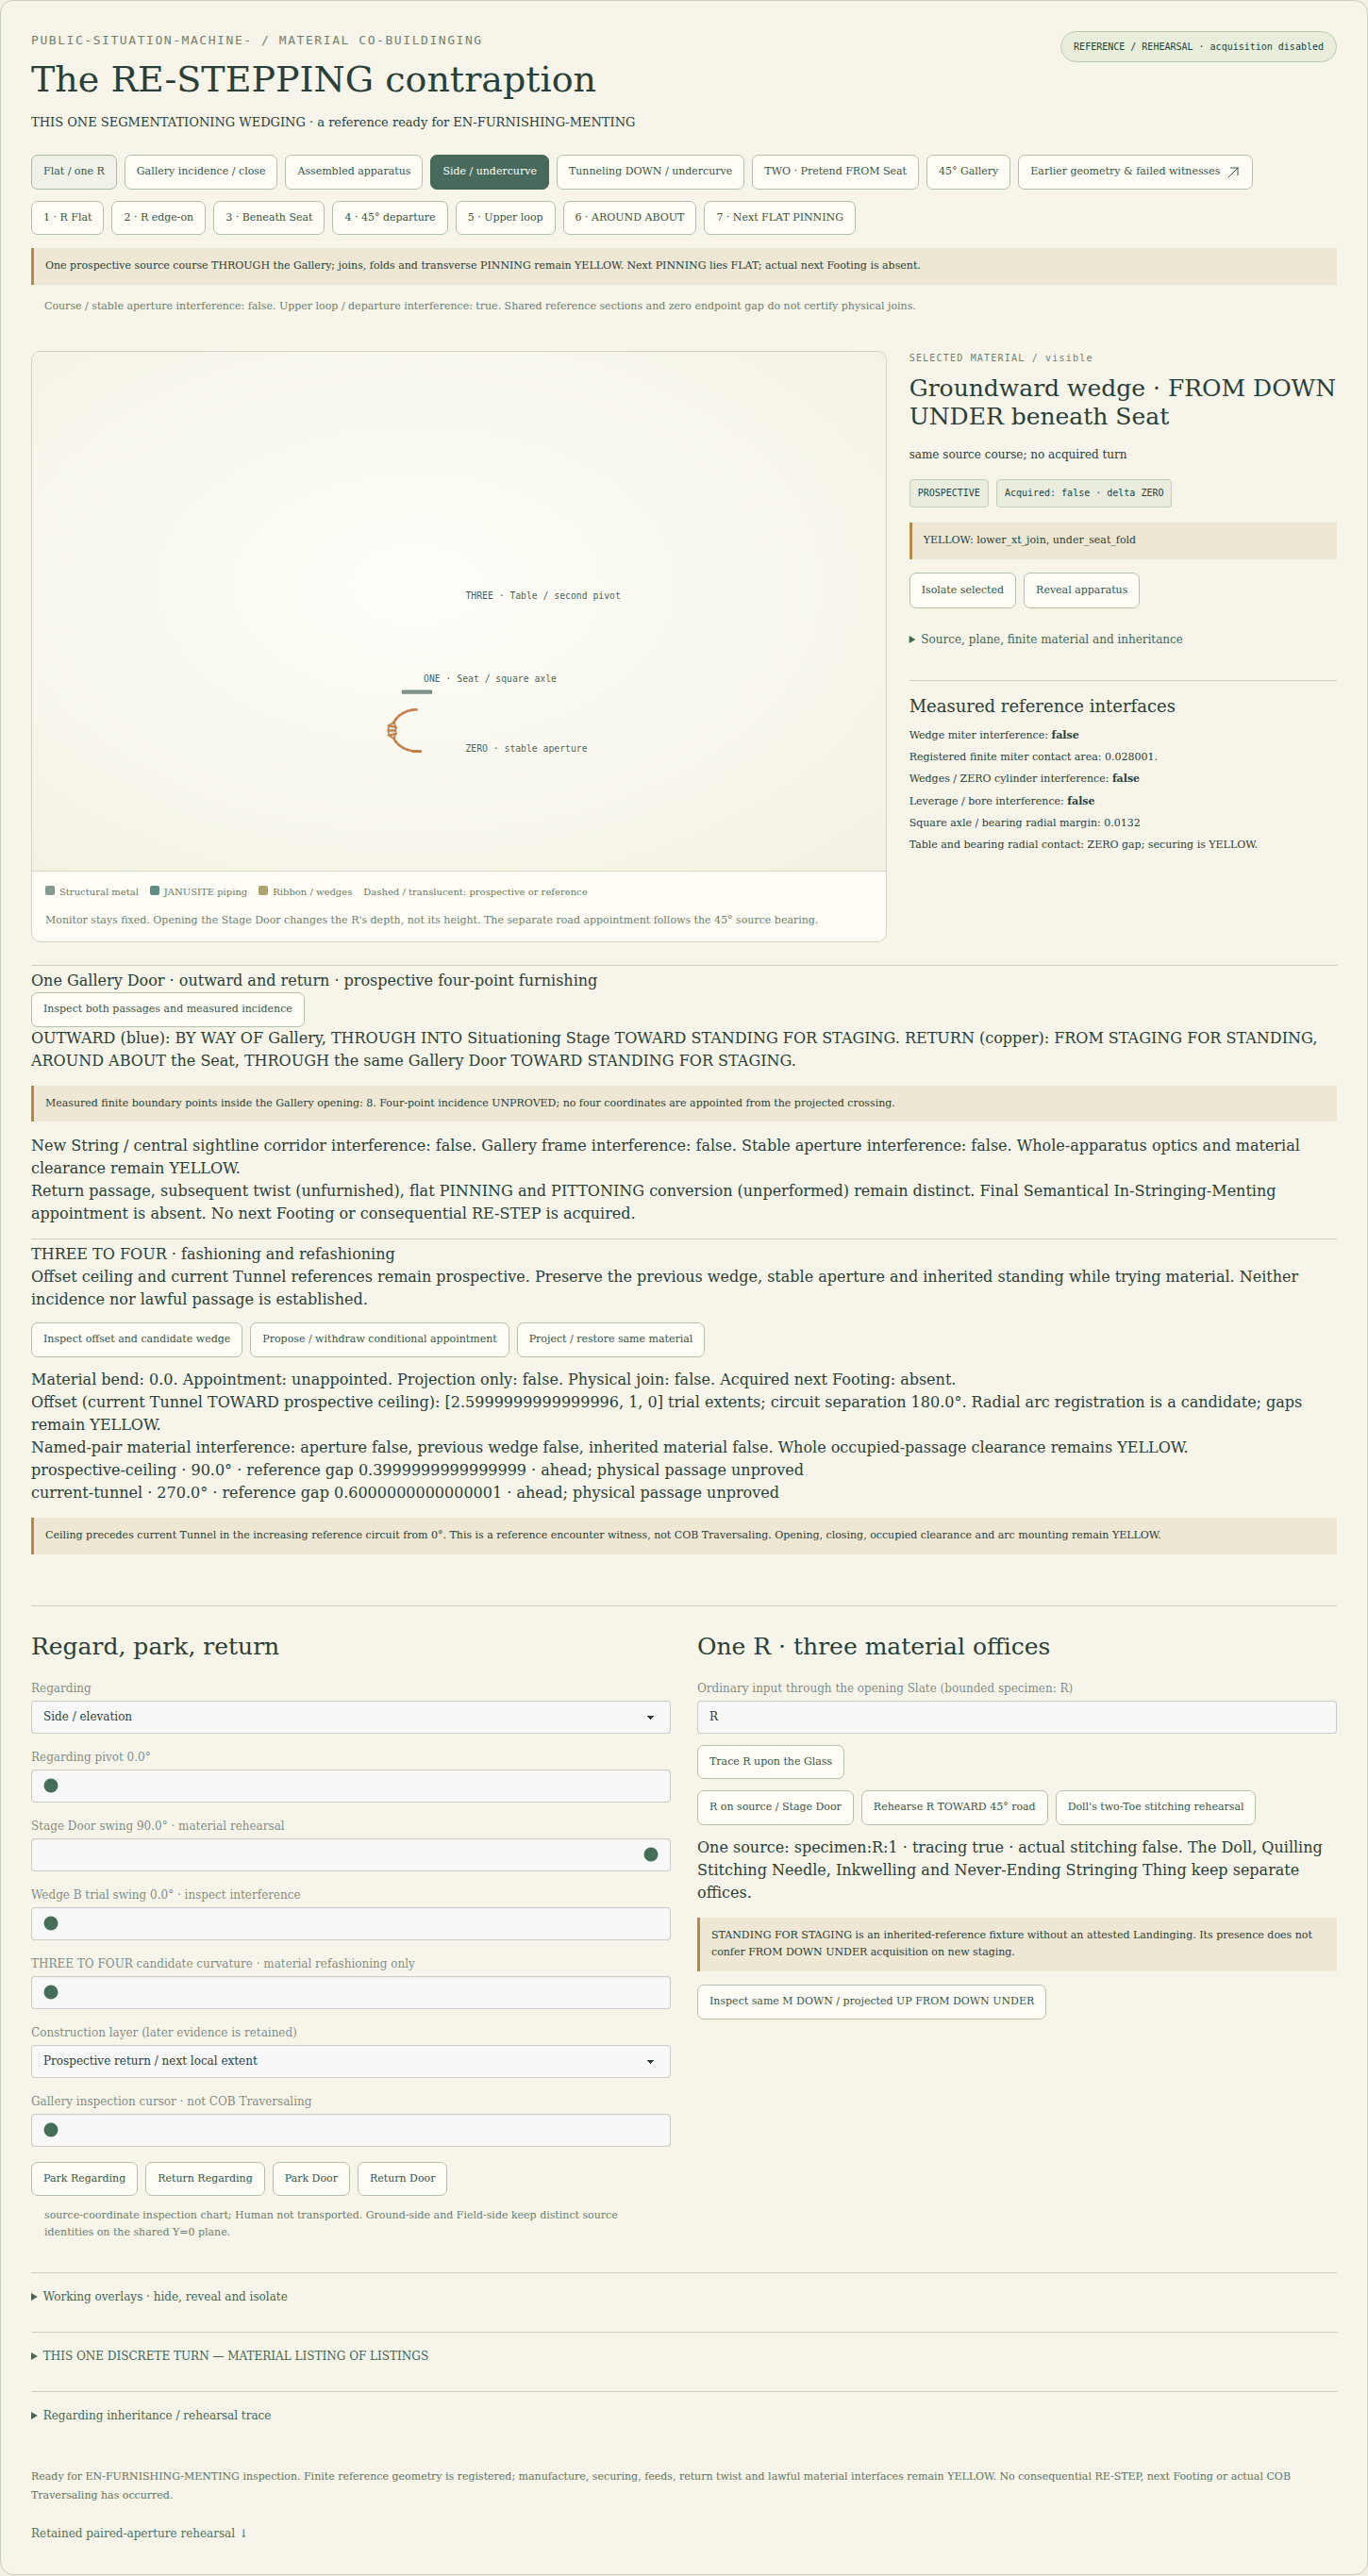 PUBLIC-SITUATION-MACHINE- / MATERIAL CO-BUILDINGING
REFERENCE / REHEARSAL · acquisition disabled
The RE-STEPPING contraption
THIS ONE SEGMENTATIONING WEDGING · a reference ready for EN-FURNISHING-MENTING
Flat / one R
Gallery incidence / close
Assembled apparatus
Side / undercurve
Tunneling DOWN / undercurve
TWO · Pretend FROM Seat
45° Gallery
Earlier geometry & failed witnesses
1 · R Flat
2 · R edge-on
3 · Beneath Seat
4 · 45° departure
5 · Upper loop
6 · AROUND ABOUT
7 · Next FLAT PINNING
One prospective source course THROUGH the Gallery; joins, folds and transverse PINNING remain YELLOW. Next PINNING lies FLAT; actual next Footing is absent.
Course / stable aperture interference: false. Upper loop / departure interference: true. Shared reference sections and zero endpoint gap do not certify physical joins.
THREE · Table / second pivot
ONE · Seat / square axle
ZERO · stable aperture
Structural metal
JANUSITE piping
Ribbon / wedges
Dashed / translucent: prospective or reference
Monitor stays fixed. Opening the Stage Door changes the R's depth, not its height. The separate road appointment follows the 45° source bearing.
SELECTED MATERIAL / visible
Groundward wedge · FROM DOWN
UNDER beneath Seat
same source course; no acquired turn
PROSPECTIVE
Acquired: false · delta ZERO
YELLOW: lower_xt_join, under_seat_fold
Isolate selected
Reveal apparatus
Source, plane, finite material and inheritance
Measured reference interfaces
Wedge miter interference: false
Registered finite miter contact area: 0.028001.
Wedges / ZERO cylinder interference: false
Leverage / bore interference: false
Square axle / bearing radial margin: 0.0132
Table and bearing radial contact: ZERO gap; securing is YELLOW.
One Gallery Door · outward and return · prospective four-point furnishing
Inspect both passages and measured incidence
OUTWARD (blue): BY WAY OF Gallery, THROUGH INTO Situationing Stage TOWARD STANDING FOR STAGING. RETURN (copper): FROM STAGING FOR STANDING,
AROUND ABOUT the Seat, THROUGH the same Gallery Door TOWARD STANDING FOR STAGING.
Measured finite boundary points inside the Gallery opening: 8. Four-point incidence UNPROVED; no four coordinates are appointed from the projected crossing.
New String / central sightline corridor interference: false. Gallery frame interference: false. Stable aperture interference: false. Whole-apparatus optics and material
clearance remain YELLOW.
Return passage, subsequent twist (unfurnished), flat PINNING and PITTONING conversion (unperformed) remain distinct. Final Semantical In-Stringing-Menting
appointment is absent. No next Footing or consequential RE-STEP is acquired.
THREE TO FOUR · fashioning and refashioning
Offset ceiling and current Tunnel references remain prospective. Preserve the previous wedge, stable aperture and inherited standing while trying material. Neither
incidence nor lawful passage is established.
Inspect offset and candidate wedge
Propose / withdraw conditional appointment
Project / restore same material
Material bend: 0.0. Appointment: unappointed. Projection only: false. Physical join: false. Acquired next Footing: absent.
Offset (current Tunnel TOWARD prospective ceiling): [2.5999999999999996, 1, 0] trial extents; circuit separation 180.0°. Radial arc registration is a candidate; gaps
remain YELLOW.
Named-pair material interference: aperture false, previous wedge false, inherited material false. Whole occupied-passage clearance remains YELLOW.
prospective-ceiling · 90.0° · reference gap 0.3999999999999999 · ahead; physical passage unproved
current-tunnel · 270.0° · reference gap 0.6000000000000001 · ahead; physical passage unproved
Ceiling precedes current Tunnel in the increasing reference circuit from 0°. This is a reference encounter witness, not COB Traversaling. Opening, closing, occupied clearance and arc mounting remain YELLOW.
Regard, park, return
Regarding
Side / elevation
Regarding pivot 0.0°
Stage Door swing 90.0° · material rehearsal
Wedge B trial swing 0.0° · inspect interference
THREE TO FOUR candidate curvature · material refashioning only
Construction layer (later evidence is retained)
Prospective return / next local extent
Gallery inspection cursor · not COB Traversaling
Park Regarding
Return Regarding
Park Door
Return Door
source-coordinate inspection chart; Human not transported. Ground-side and Field-side keep distinct source
identities on the shared Y=0 plane.
One R · three material offices
Ordinary input through the opening Slate (bounded specimen: R)
R
Trace R upon the Glass
R on source / Stage Door
Rehearse R TOWARD 45° road
Doll's two-Toe stitching rehearsal
One source: specimen:R:1 · tracing true · actual stitching false. The Doll, Quilling
Stitching Needle, Inkwelling and Never-Ending Stringing Thing keep separate
offices.
STANDING FOR STAGING is an inherited-reference fixture without an attested Landinging. Its presence does not
confer FROM DOWN UNDER acquisition on new staging.
Inspect same M DOWN / projected UP FROM DOWN UNDER
Working overlays · hide, reveal and isolate
THIS ONE DISCRETE TURN — MATERIAL LISTING OF LISTINGS
Regarding inheritance / rehearsal trace
Ready for EN-FURNISHING-MENTING inspection. Finite reference geometry is registered; manufacture, securing, feeds, return twist and lawful material interfaces remain YELLOW. No consequential RE-STEP, next Footing or actual COB
Traversaling has occurred.
Retained paired-aperture rehearsal ↓